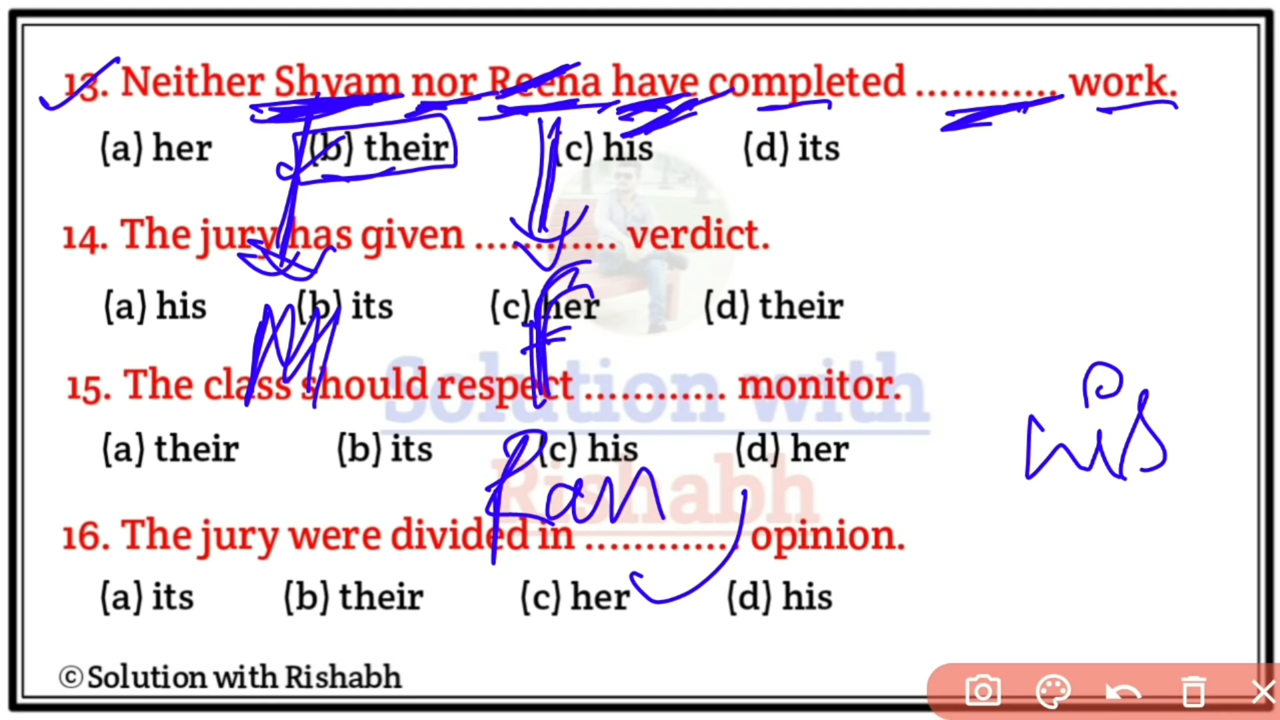 13. Neither Shyam nor Reena have completed ............ work.
(a) her (b) their (c) his (d) its
14. The jury has given ............ verdict.
(a) his (b) its (c) her (d) their
15. The class should respect ............ monitor.
(a) their (b) its (c) his (d) her
his
Ram
16. The jury were divided in ............. opinion.
(a) its (b) their (c) her (d) his
Solution with
Rishabh
M
F
© Solution with Rishabh